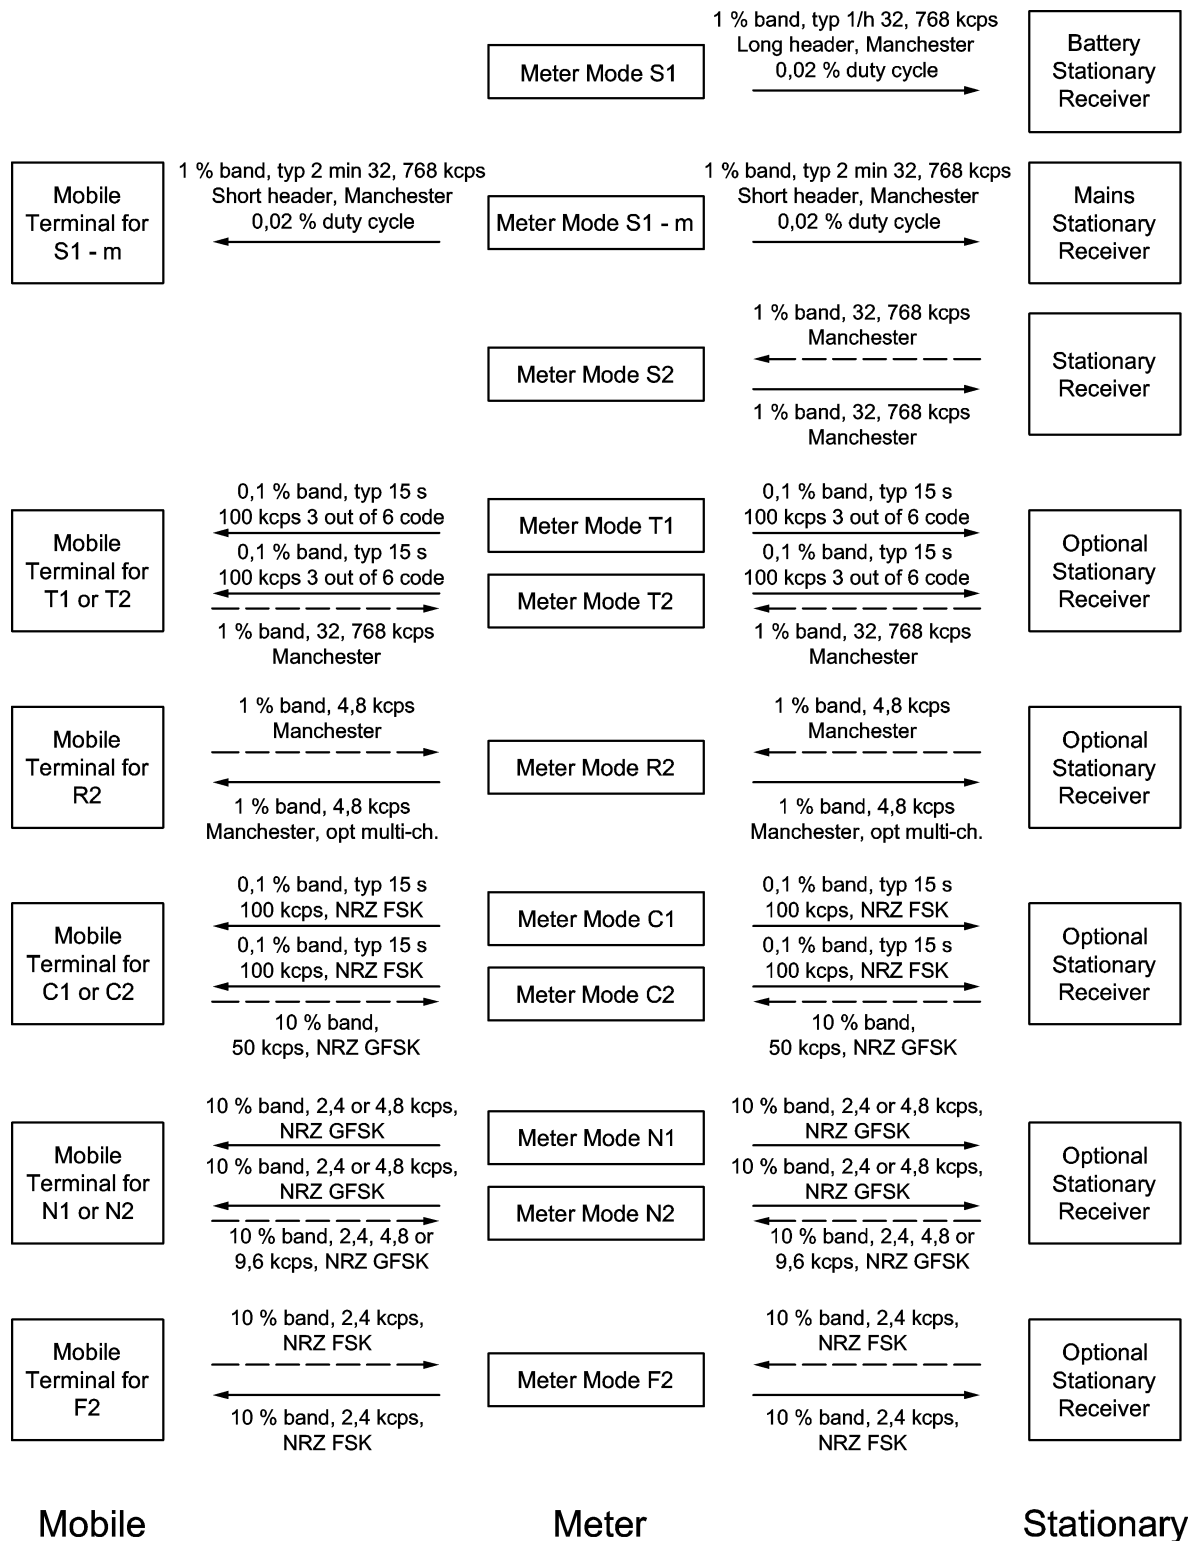 1 % band, typ 1/h 32, 768 kcps
Long header, Manchester
0,02 % duty cycle
Meter Mode S1
Battery
Stationary
Receiver
Mobile
Terminal for
S1 - m
1 % band, typ 2 min 32, 768 kcps
Short header, Manchester
0,02 % duty cycle
Meter Mode S1 - m
1 % band, typ 2 min 32, 768 kcps
Short header, Manchester
0,02 % duty cycle
Mains
Stationary
Receiver
Meter Mode S2
1 % band, 32, 768 kcps
Manchester
1 % band, 32, 768 kcps
Manchester
Stationary
Receiver
Mobile
Terminal for
T1 or T2
0,1 % band, typ 15 s
100 kcps 3 out of 6 code
0,1 % band, typ 15 s
100 kcps 3 out of 6 code
1 % band, 32, 768 kcps
Manchester
Meter Mode T1
Meter Mode T2
0,1 % band, typ 15 s
100 kcps 3 out of 6 code
0,1 % band, typ 15 s
100 kcps 3 out of 6 code
1 % band, 32, 768 kcps
Manchester
Optional
Stationary
Receiver
Mobile
Terminal for
R2
1 % band, 4,8 kcps
Manchester
1 % band, 4,8 kcps
Manchester, opt multi-ch.
Meter Mode R2
1 % band, 4,8 kcps
Manchester
1 % band, 4,8 kcps
Manchester, opt multi-ch.
Optional
Stationary
Receiver
Mobile
Terminal for
C1 or C2
0,1 % band, typ 15 s
100 kcps, NRZ FSK
0,1 % band, typ 15 s
100 kcps, NRZ FSK
10 % band,
50 kcps, NRZ GFSK
Meter Mode C1
Meter Mode C2
0,1 % band, typ 15 s
100 kcps, NRZ FSK
0,1 % band, typ 15 s
100 kcps, NRZ FSK
10 % band,
50 kcps, NRZ GFSK
Optional
Stationary
Receiver
Mobile
Terminal for
N1 or N2
10 % band, 2,4 or 4,8 kcps,
NRZ GFSK
10 % band, 2,4 or 4,8 kcps,
NRZ GFSK
10 % band, 2,4, 4,8 or
9,6 kcps, NRZ GFSK
Meter Mode N1
Meter Mode N2
10 % band, 2,4 or 4,8 kcps,
NRZ GFSK
10 % band, 2,4 or 4,8 kcps,
NRZ GFSK
10 % band, 2,4, 4,8 or
9,6 kcps, NRZ GFSK
Optional
Stationary
Receiver
Mobile
Terminal for
F2
10 % band, 2,4 kcps,
NRZ FSK
10 % band, 2,4 kcps,
NRZ FSK
Meter Mode F2
10 % band, 2,4 kcps,
NRZ FSK
10 % band, 2,4 kcps,
NRZ FSK
Optional
Stationary
Receiver
Mobile
Meter
Stationary